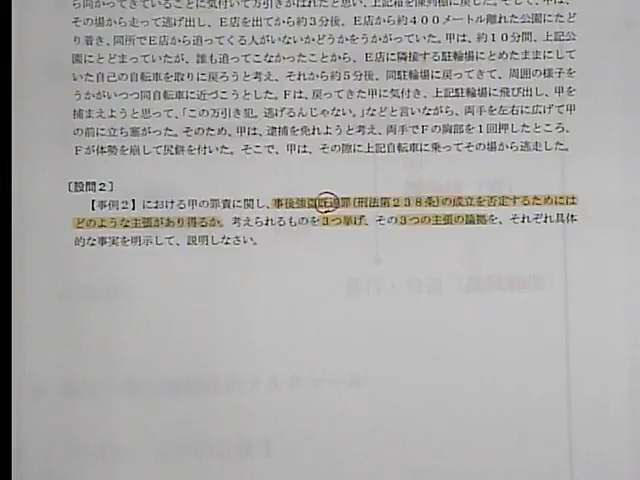 ら向かってきていることに気付いて万引きがばれたと思い、上記箱を陳列棚に戻した。そして、甲は、
その場から走って逃げ出し、E店を出てから約3分後、E店から約400メートル離れた公園にたど
り着き、同所でE店から追ってくる人がいないかどうかをうかがっていた。甲は、約10分間、上記公
園にとどまっていたが、誰も追ってこなかったことから、E店に隣接する駐輪場にとめたままにして
いた自己の自転車を取りに戻ろうと考え、それから約5分後、同駐輪場に戻ってきて、周囲の様子を
うかがいつつ同自転車に近づこうとした。Fは、戻ってきた甲に気付き、上記駐輪場に飛び出し、甲を
捕まえようと思って、「この万引き犯。逃げるんじゃない。」などと言いながら、両手を左右に広げて甲
の前に立ち塞がった。そのため、甲は、逮捕を免れようと考え、両手でFの胸部を1回押したところ、
Fが体勢を崩して尻餅を付いた。そこで、甲は、その隙に上記自転車に乗ってその場から逃走した。
〔設問2〕
【事例2】における甲の罪責に関し、事後強盗既遂罪(刑法第238条)の成立を否定するためには
どのような主張があり得るか。考えられるものを3つ挙げ、その3つの主張の論拠を、それぞれ具体
的な事実を明示して、説明しなさい。